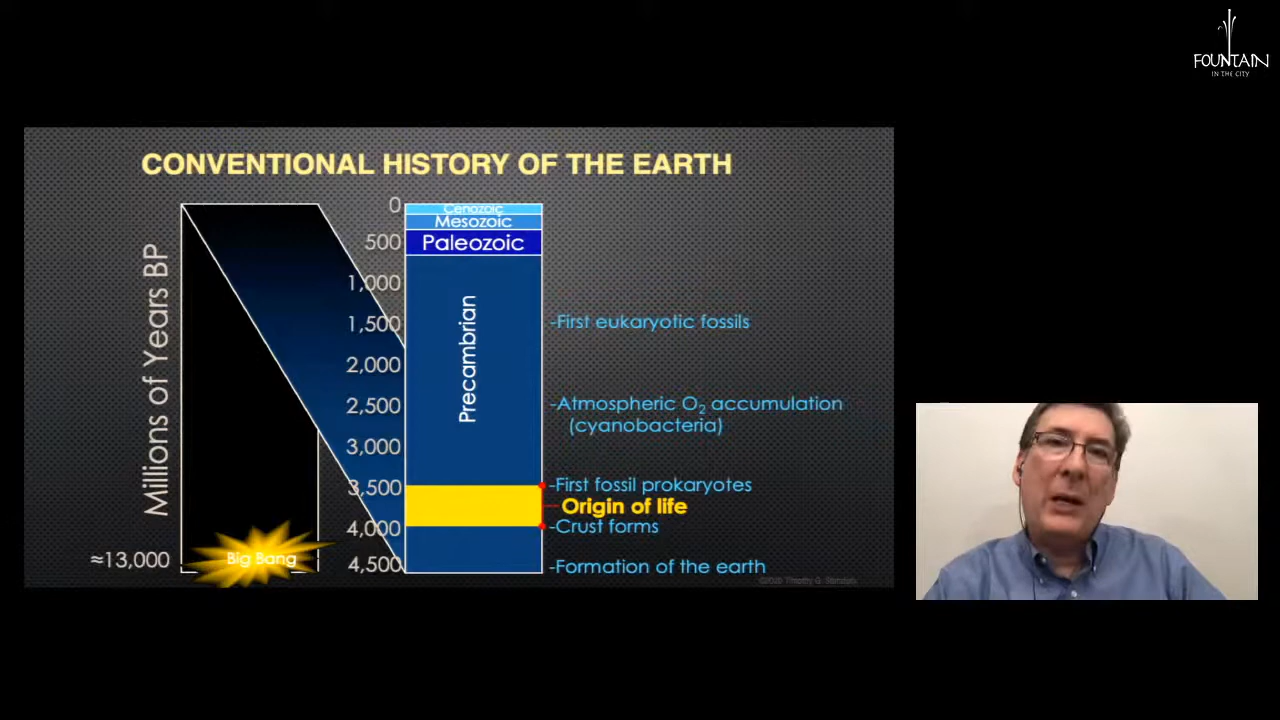 FOUNTAIN
IN THE CITY
CONVENTIONAL HISTORY OF THE EARTH
Millions of Years BP
≈13,000
Big Bang
0
500
1,000
1,500
2,000
2,500
3,000
3,500
4,000
4,500
Cenozoic
Mesozoic
Paleozoic
Precambrian
-First eukaryotic fossils
-Atmospheric O₂ accumulation
(cyanobacteria)
-First fossil prokaryotes
Origin of life
-Crust forms
-Formation of the earth
©2020 Timothy G. Standish